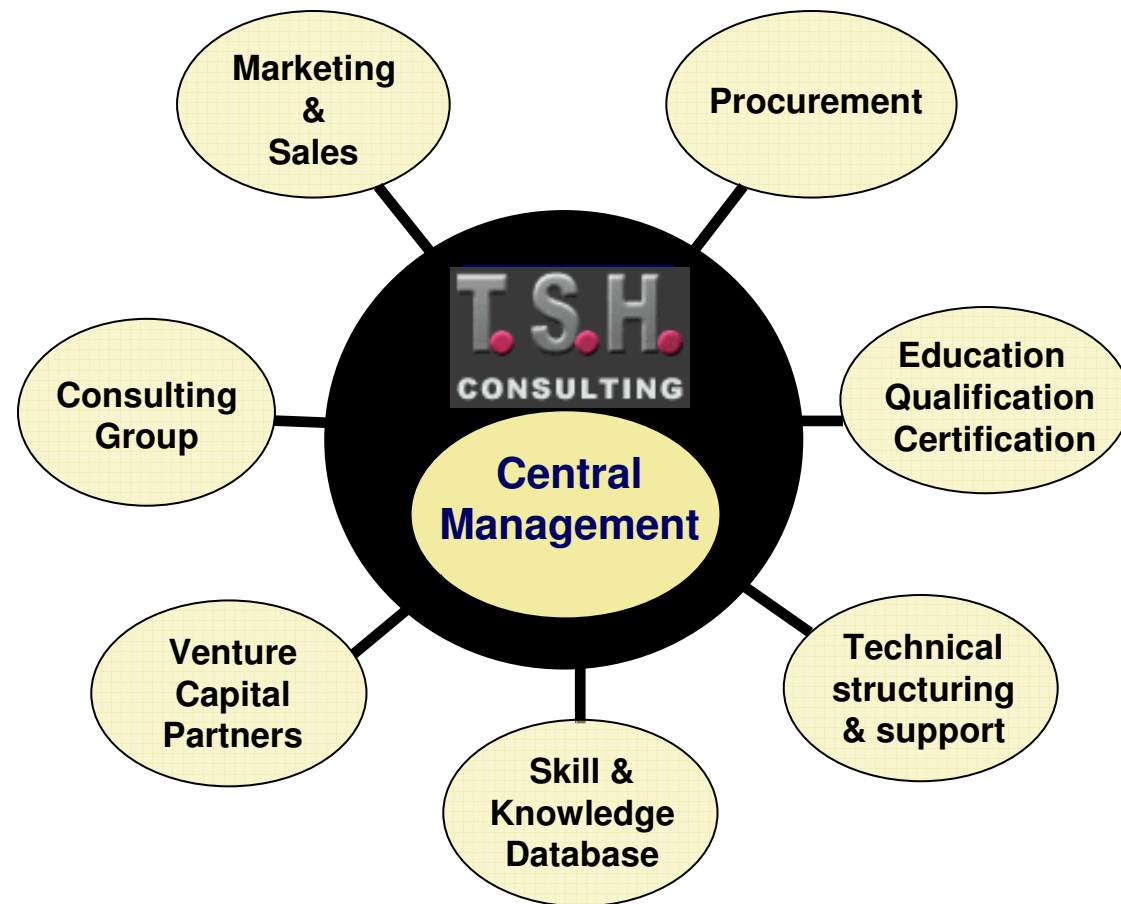 Marketing
&
Sales
Procurement
T.S.H.
CONSULTING
Central
Management
Consulting
Group
Education
Qualification
Certification
Venture
Capital
Partners
Technical
structuring
& support
Skill &
Knowledge
Database